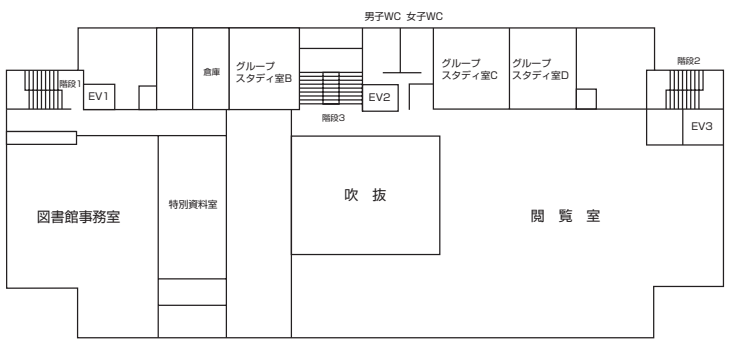 男子WC 女子WC
階段1
EV1
倉庫
グループ
スタディ室B
階段3
EV2
グループ
スタディ室C
グループ
スタディ室D
階段2
EV3
図書館事務室
特別資料室
吹 抜
閲 覧 室